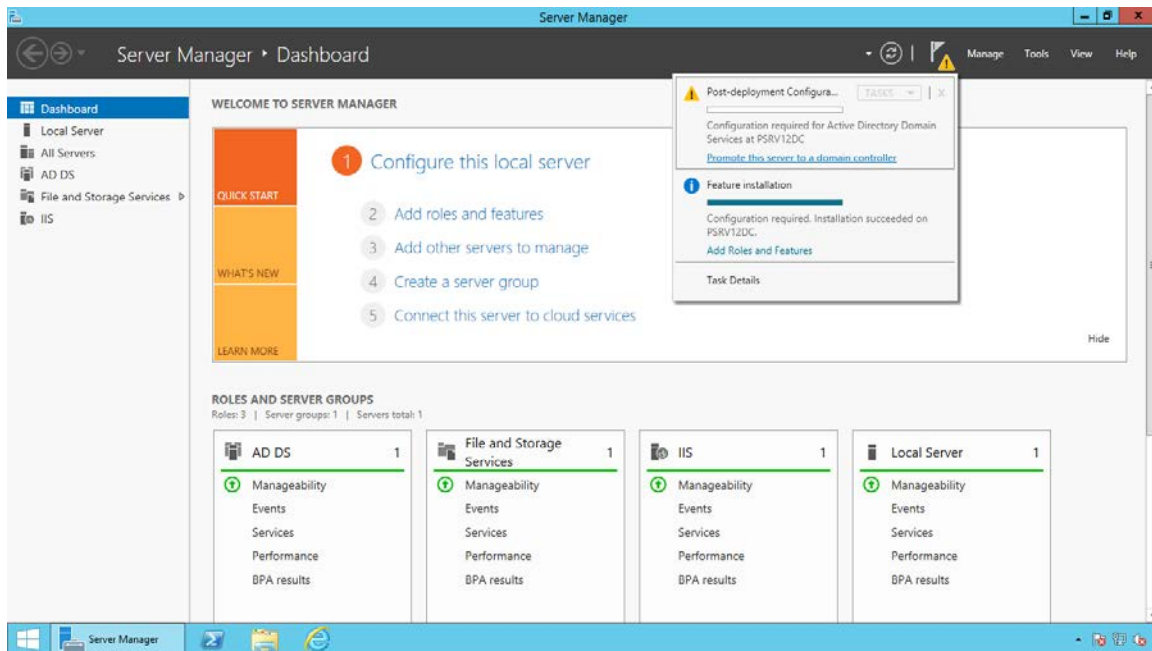 Server Manager
Server Manager • Dashboard
Manage Tools View Help
Dashboard
Local Server
All Servers
AD DS
File and Storage Services
IIS
WELCOME TO SERVER MANAGER
QUICK START
WHAT'S NEW
LEARN MORE
1 Configure this local server
2 Add roles and features
3 Add other servers to manage
4 Create a server group
5 Connect this server to cloud services
Hide
Post-deployment Configura... TASKS X
Configuration required for Active Directory Domain
Services at PSRV12DC
Promote this server to a domain controller
Feature installation
Configuration required. Installation succeeded on
PSRV12DC.
Add Roles and Features
Task Details
ROLES AND SERVER GROUPS
Roles: 3 | Server groups: 1 | Servers total: 1
AD DS 1
Manageability
Events
Services
Performance
BPA results
File and Storage
Services 1
Manageability
Events
Services
Performance
BPA results
IIS 1
Manageability
Events
Services
Performance
BPA results
Local Server 1
Manageability
Events
Services
Performance
BPA results
Server Manager